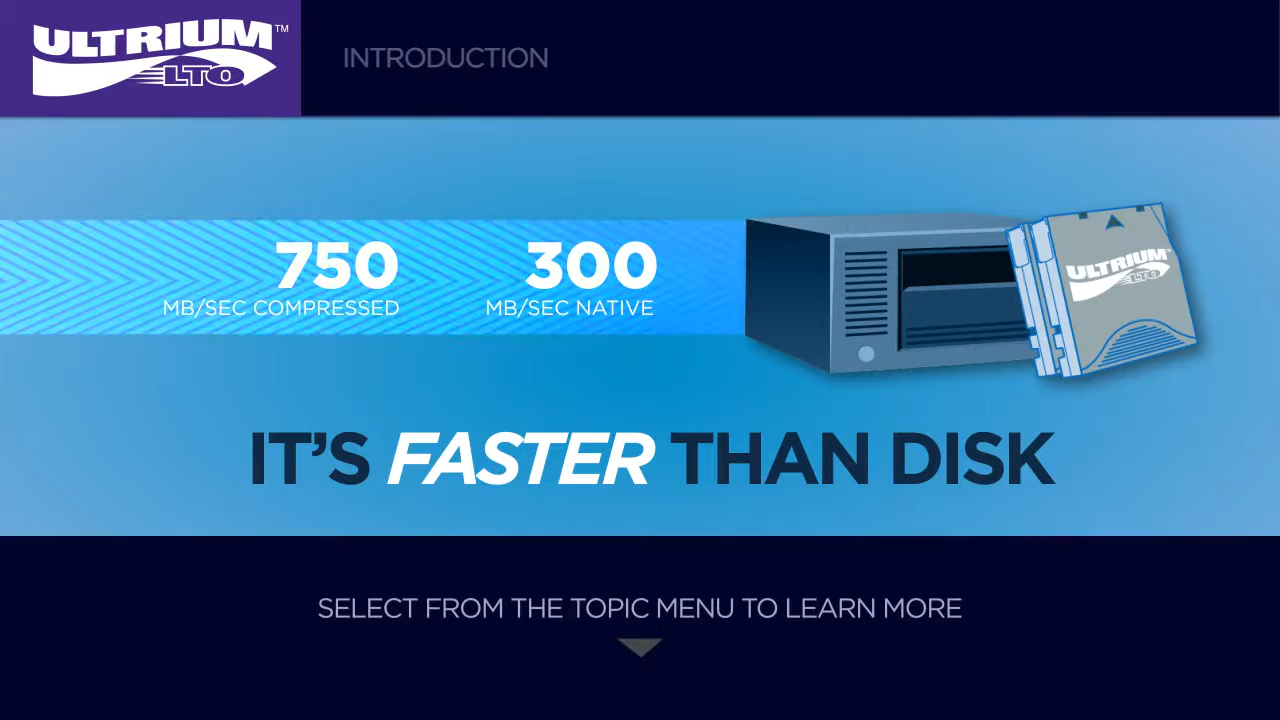 ULTRIUM™
LTO
INTRODUCTION
750
MB/SEC COMPRESSED
300
MB/SEC NATIVE
ULTRIUM
LTO
IT'S FASTER THAN DISK
SELECT FROM THE TOPIC MENU TO LEARN MORE